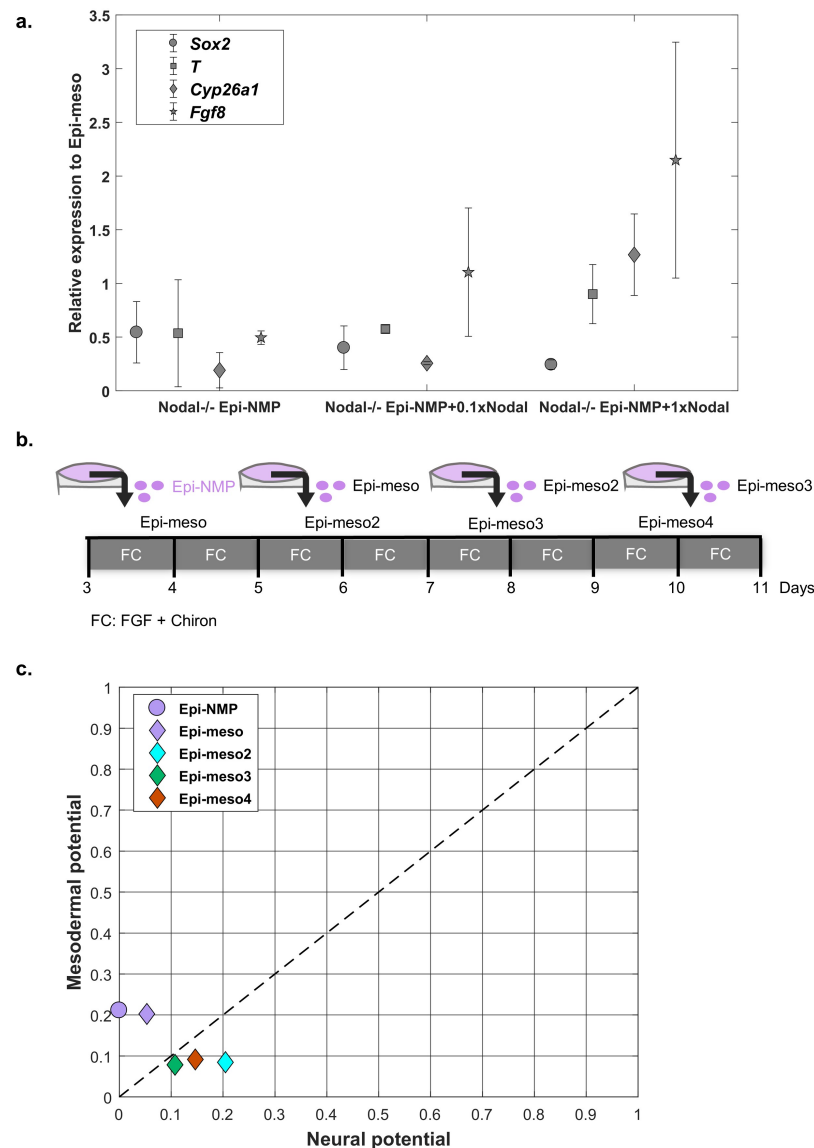 a.
3.5
3
2.5
2
1.5
1
0.5
0
Relative expression to Epi-meso
Sox2
T
Cyp26a1
Fgf8
Nodal-/- Epi-NMP
Nodal-/- Epi-NMP+0.1xNodal
Nodal-/- Epi-NMP+1xNodal
b.
Epi-NMP
Epi-meso
Epi-meso2
Epi-meso3
Epi-meso
Epi-meso2
Epi-meso3
Epi-meso4
FC FC FC FC FC FC FC FC
3 4 5 6 7 8 9 10 11 Days
FC: FGF + Chiron
c.
1
0.9
0.8
0.7
0.6
0.5
0.4
0.3
0.2
0.1
0
Mesodermal potential
Epi-NMP
Epi-meso
Epi-meso2
Epi-meso3
Epi-meso4
0 0.1 0.2 0.3 0.4 0.5 0.6 0.7 0.8 0.9 1
Neural potential